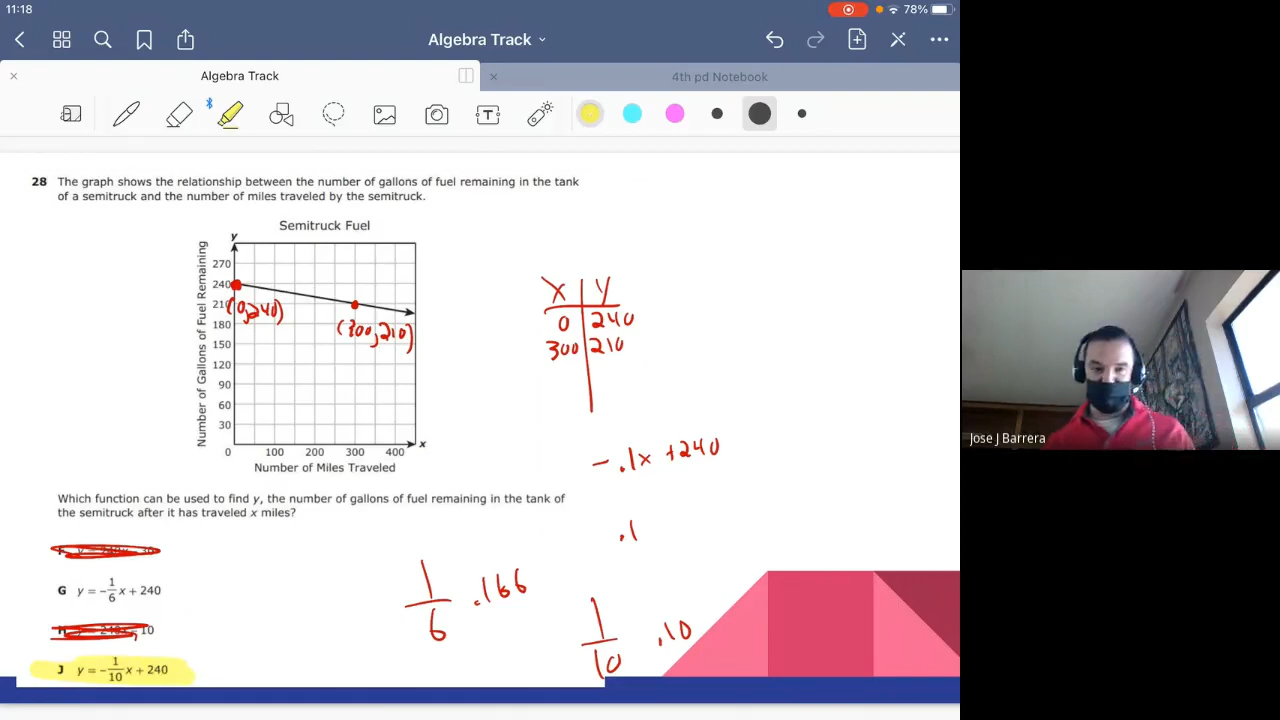 11:18
78%
Algebra Track
Algebra Track
4th pd Notebook
T
28 The graph shows the relationship between the number of gallons of fuel remaining in the tank
of a semitruck and the number of miles traveled by the semitruck.
Semitruck Fuel
y
Number of Gallons of Fuel Remaining
270
240
210
180
150
120
90
60
30
0 100 200 300 400 x
Number of Miles Traveled
(0,240)
(300,210)
X Y
0 240
300 210
- .1x +240
.1
Which function can be used to find y, the number of gallons of fuel remaining in the tank of
the semitruck after it has traveled x miles?
G y = -1/6 x + 240
H 10
J y = -1/10 x + 240
1/6 .166
1/10 .10
Jose J Barrera